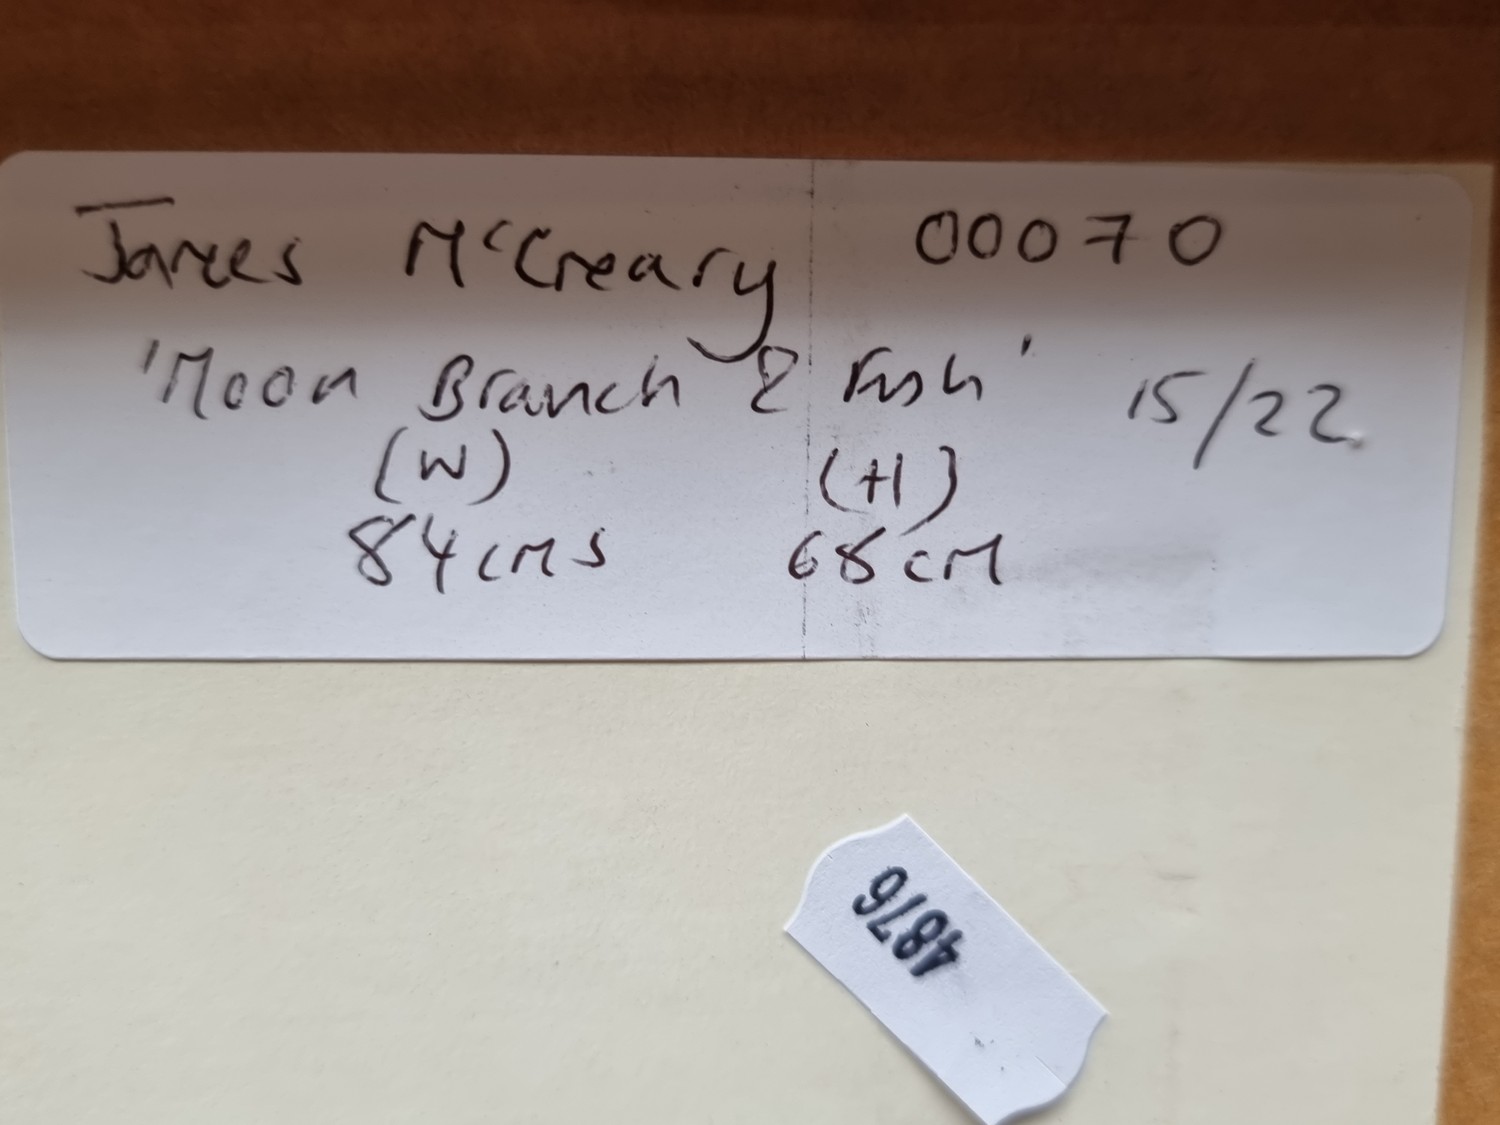 James McCreary 00070
'Moon Branch & Fish' 15/22
(W) (H)
84cms 68cm
4876